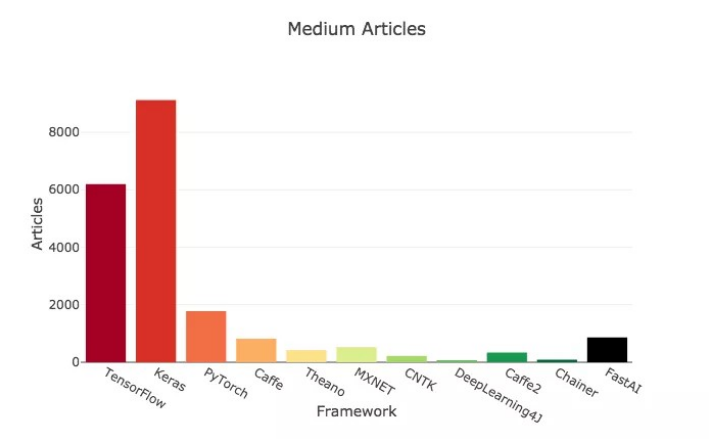 Medium Articles
8000
6000
4000
2000
0
Articles
TensorFlow
Keras
PyTorch
Caffe
Theano
MXNET
CNTK
DeepLearning4J
Caffe2
Chainer
FastAI
Framework